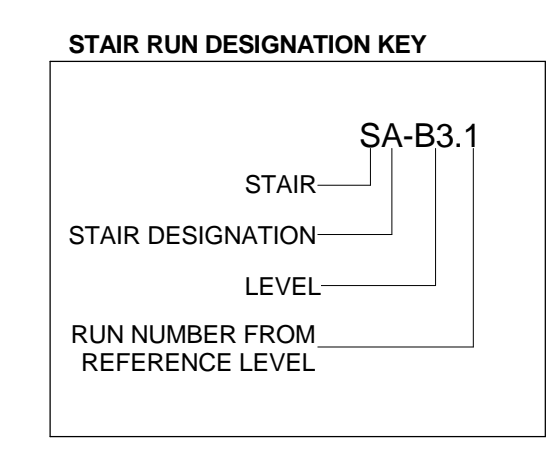 STAIR RUN DESIGNATION KEY
SA-B3.1
STAIR
STAIR DESIGNATION
LEVEL
RUN NUMBER FROM
REFERENCE LEVEL